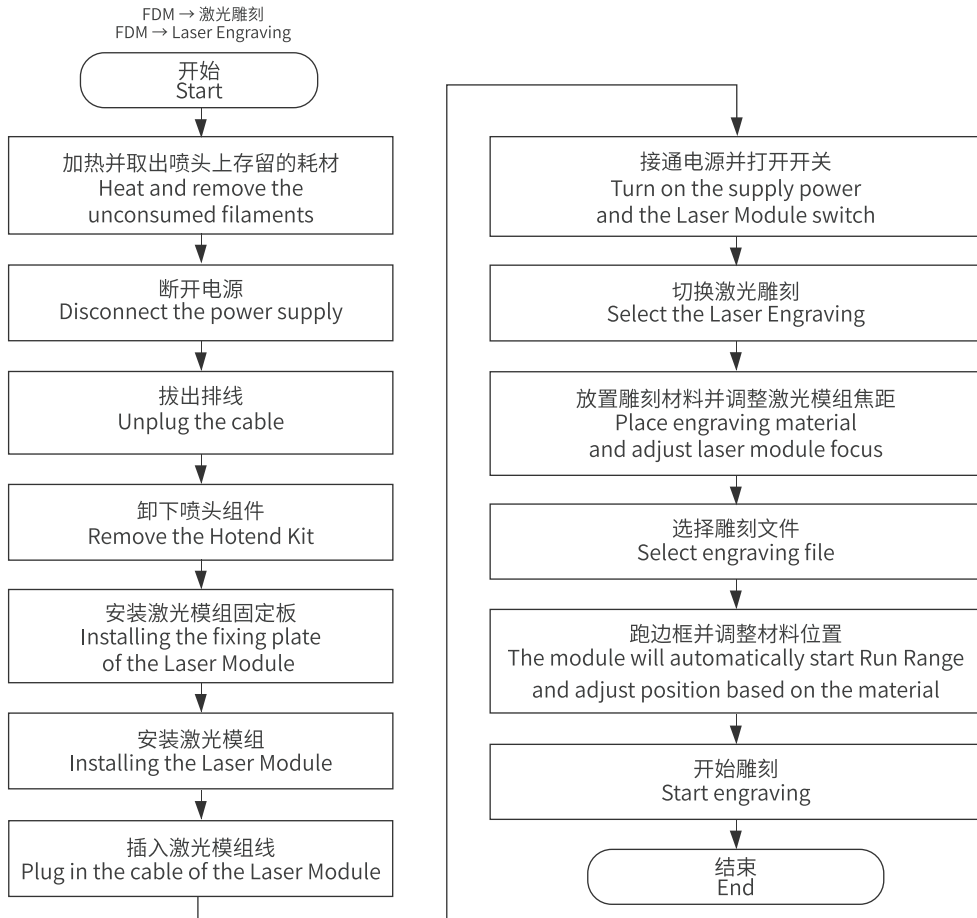 FDM → 激光雕刻
FDM → Laser Engraving
开始
Start
加热并取出喷头上存留的耗材
Heat and remove the
unconsumed filaments
断开电源
Disconnect the power supply
拔出排线
Unplug the cable
卸下喷头组件
Remove the Hotend Kit
安装激光模组固定板
Installing the fixing plate
of the Laser Module
安装激光模组
Installing the Laser Module
插入激光模组线
Plug in the cable of the Laser Module
接通电源并打开开关
Turn on the supply power
and the Laser Module switch
切换激光雕刻
Select the Laser Engraving
放置雕刻材料并调整激光模组焦距
Place engraving material
and adjust laser module focus
选择雕刻文件
Select engraving file
跑边框并调整材料位置
The module will automatically start Run Range
and adjust position based on the material
开始雕刻
Start engraving
结束
End